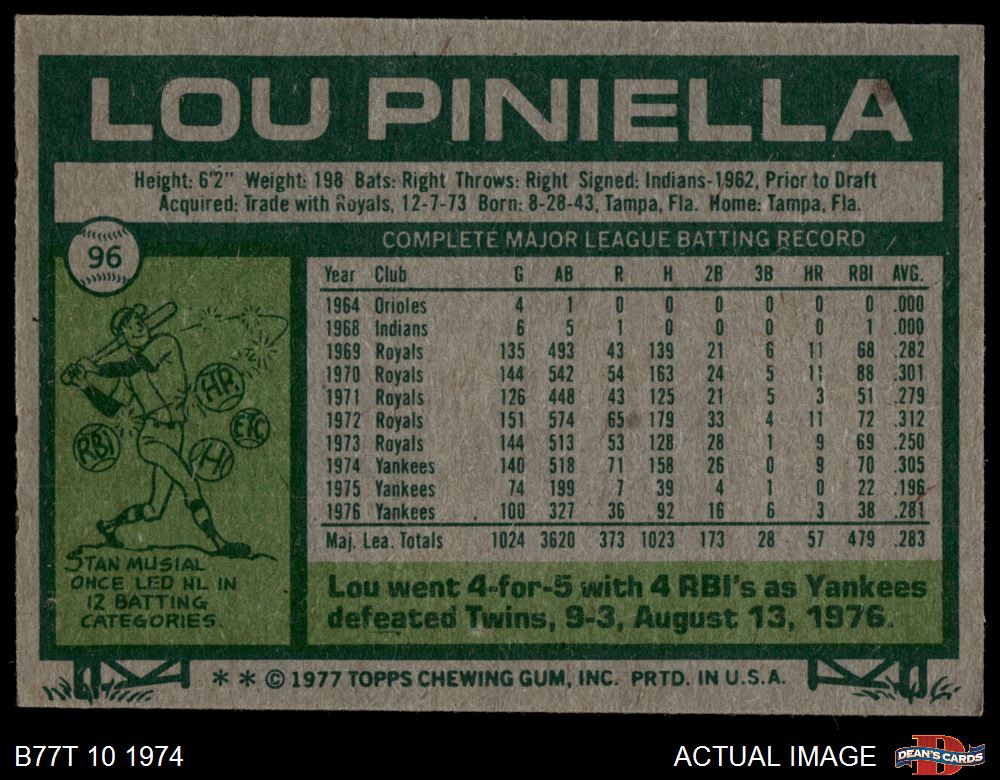 LOU PINIELLA
Height: 6'2" Weight: 198 Bats: Right Throws: Right Signed: Indians-1962, Prior to Draft
Acquired: Trade with Royals, 12-7-73 Born: 8-28-43, Tampa, Fla. Home: Tampa, Fla.
96
COMPLETE MAJOR LEAGUE BATTING RECORD
Year Club G AB R H 2B 3B HR RBI AVG.
1964 Orioles 4 1 0 0 0 0 0 0 .000
1968 Indians 6 5 1 0 0 0 0 1 .000
1969 Royals 135 493 43 139 21 6 11 68 .282
1970 Royals 144 542 54 163 24 5 11 88 .301
1971 Royals 126 448 43 125 21 5 3 51 .279
1972 Royals 151 574 65 179 33 4 11 72 .312
1973 Royals 144 513 53 128 28 1 9 69 .250
1974 Yankees 140 518 71 158 26 0 9 70 .305
1975 Yankees 74 199 7 39 4 1 0 22 .196
1976 Yankees 100 327 36 92 16 6 3 38 .281
Maj. Lea. Totals 1024 3620 373 1023 173 28 57 479 .283
HR
ETC
RBI
H
STAN MUSIAL
ONCE LED NL IN
12 BATTING
CATEGORIES.
Lou went 4-for-5 with 4 RBI's as Yankees
defeated Twins, 9-3, August 13, 1976.
* * © 1977 TOPPS CHEWING GUM, INC. PRTD. IN U.S.A.
B77T 10 1974
ACTUAL IMAGE
D
DEAN'S CARDS